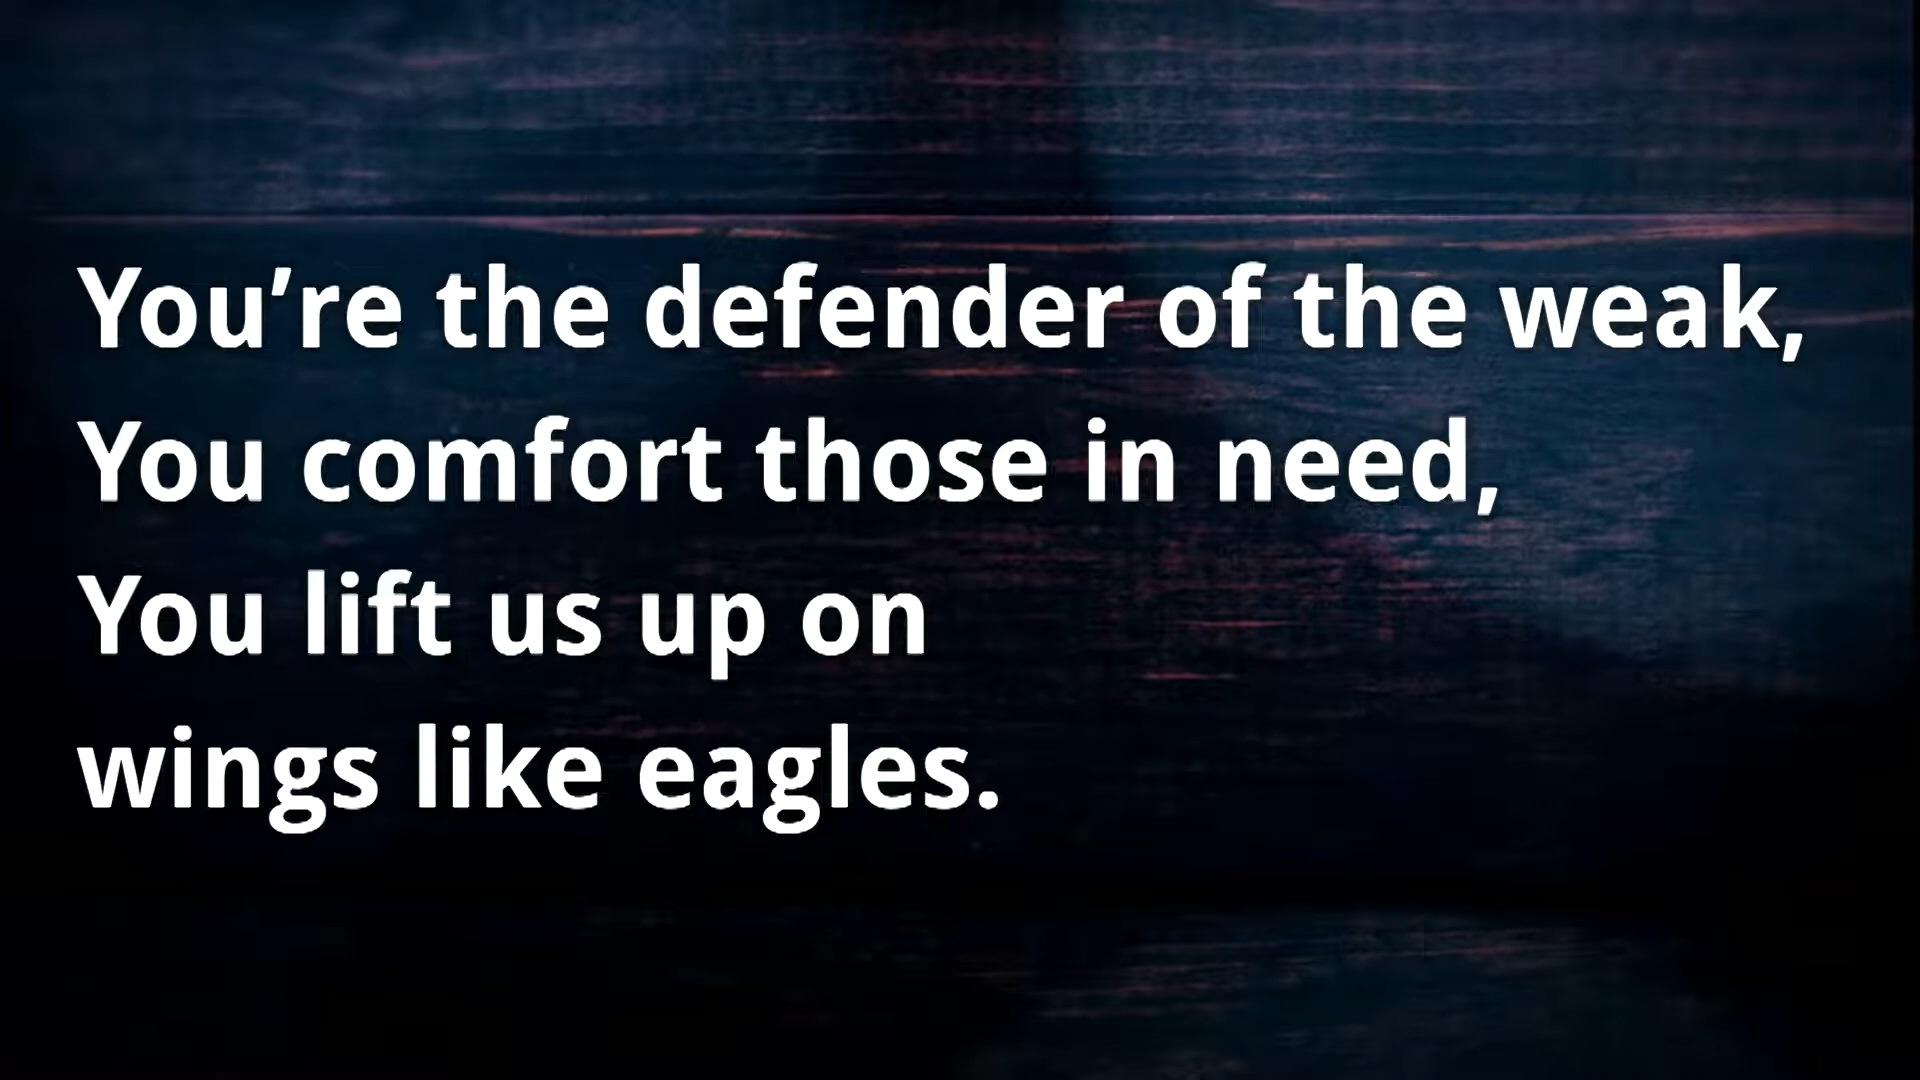 You’re the defender of the weak,
You comfort those in need,
You lift us up on
wings like eagles.